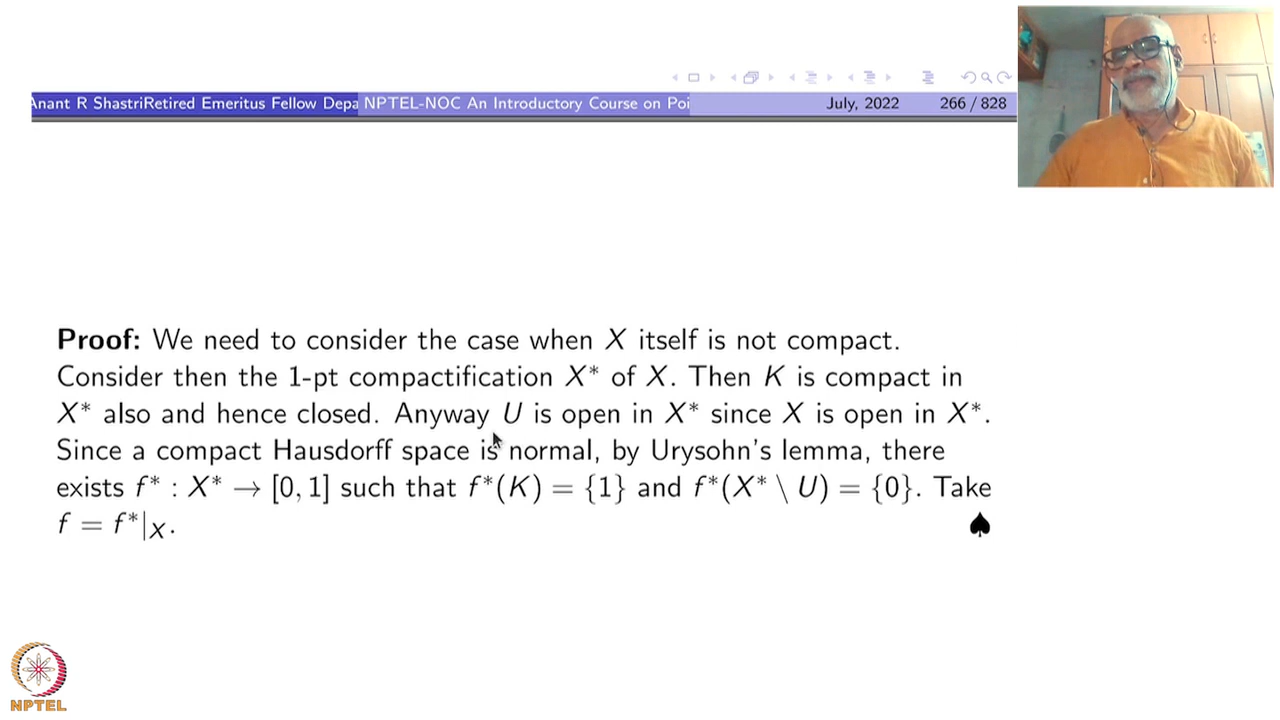 Anant R ShastriRetired Emeritus Fellow Depa NPTEL-NOC An Introductory Course on Poi July, 2022 266 / 828
Proof: We need to consider the case when X itself is not compact.
Consider then the 1-pt compactification X* of X. Then K is compact in
X* also and hence closed. Anyway U is open in X* since X is open in X*.
Since a compact Hausdorff space is normal, by Urysohn's lemma, there
exists f* : X* → [0, 1] such that f*(K) = {1} and f*(X* \ U) = {0}. Take
f = f*|X. ♠
NPTEL